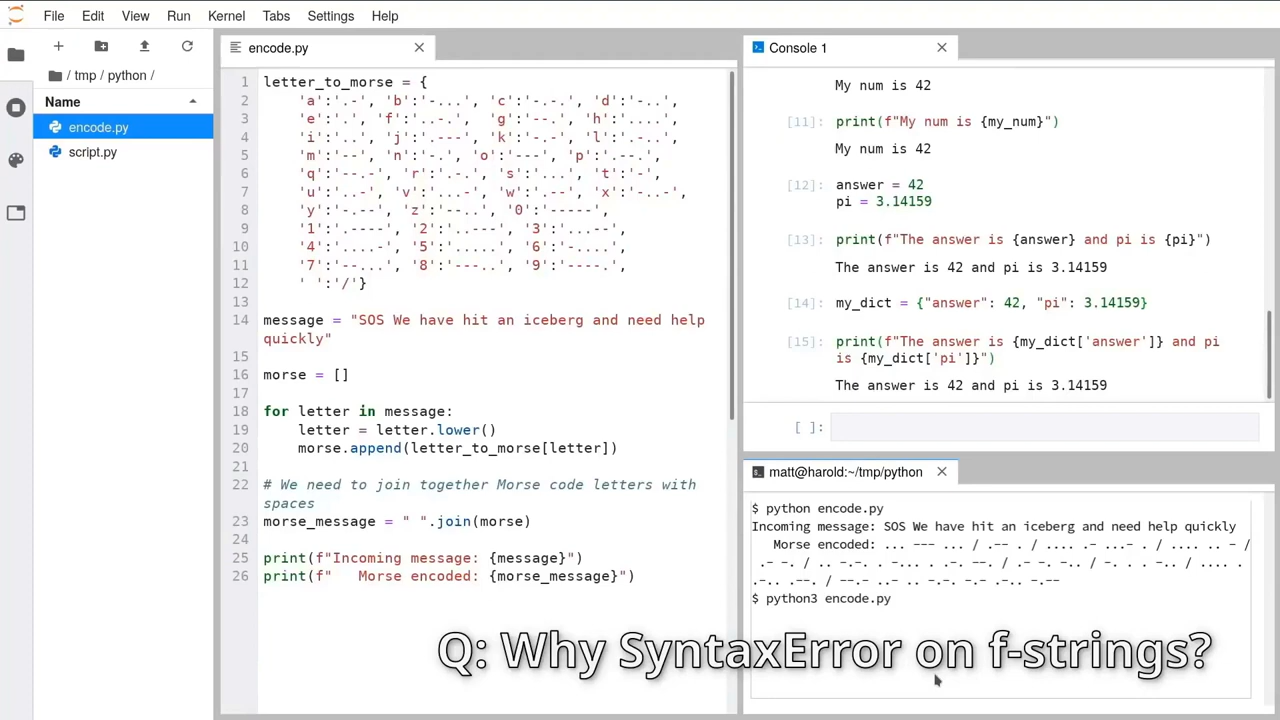 File Edit View Run Kernel Tabs Settings Help
/ tmp / python /
Name
encode.py
script.py
encode.py
1 letter_to_morse = {
2     'a':'.-', 'b':'-...', 'c':'-.-.', 'd':'-..',
3     'e':'.', 'f':'..-.', 'g':'--.', 'h':'....',
4     'i':'..', 'j':'.---', 'k':'-.-', 'l':'.-..',
5     'm':'--', 'n':'-.', 'o':'---', 'p':'.--.',
6     'q':'--.-', 'r':'.-.', 's':'...', 't':'-',
7     'u':'..-', 'v':'...-', 'w':'.--', 'x':'-..-',
8     'y':'-.--', 'z':'--..', '0':'-----',
9     '1':'.----', '2':'..---', '3':'...--',
10     '4':'....-', '5':'.....', '6':'-....',
11     '7':'--...', '8':'---..', '9':'----.',
12     ' ':'/'}
13
14 message = "SOS We have hit an iceberg and need help
quickly"
15
16 morse = []
17
18 for letter in message:
19     letter = letter.lower()
20     morse.append(letter_to_morse[letter])
21
22 # We need to join together Morse code letters with
spaces
23 morse_message = " ".join(morse)
24
25 print(f"Incoming message: {message}")
26 print(f"   Morse encoded: {morse_message}")
Console 1
My num is 42
[11]: print(f"My num is {my_num}")
My num is 42
[12]: answer = 42
pi = 3.14159
[13]: print(f"The answer is {answer} and pi is {pi}")
The answer is 42 and pi is 3.14159
[14]: my_dict = {"answer": 42, "pi": 3.14159}
[15]: print(f"The answer is {my_dict['answer']} and pi
is {my_dict['pi']}")
The answer is 42 and pi is 3.14159
[ ]:
matt@harold:~/tmp/python
$ python encode.py
Incoming message: SOS We have hit an iceberg and need help quickly
   Morse encoded: ... --- ... / .-- . / .... .- ...- . / .... .. - /
.- -. / .. -.-. . -... . .-. --. / .- -. -.. / -. . . -.. / .... .
.-.. .--. / --.- ..- .. -.-. -.- .-.. -.--
$ python3 encode.py
Q: Why SyntaxError on f-strings?